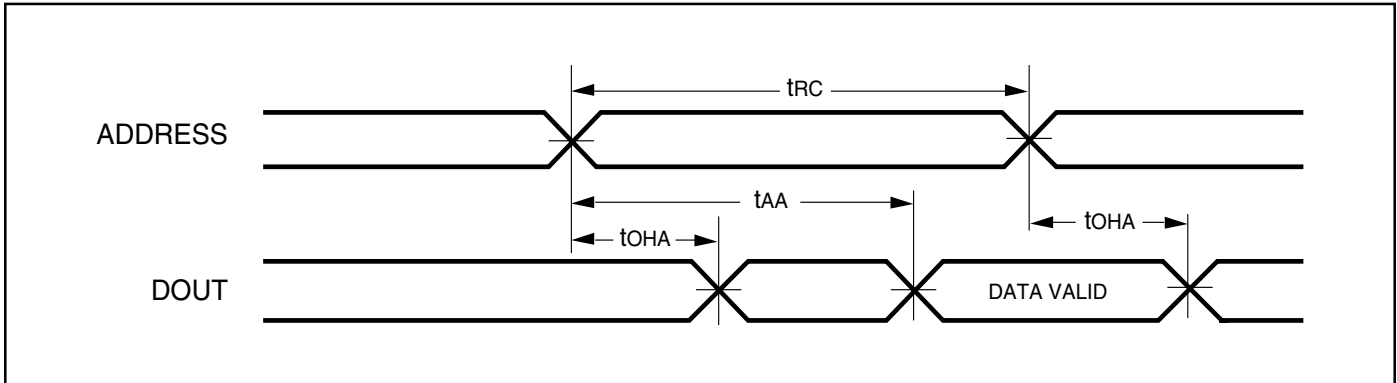 tRC
ADDRESS
tAA
tOHA
tOHA
DOUT
DATA VALID